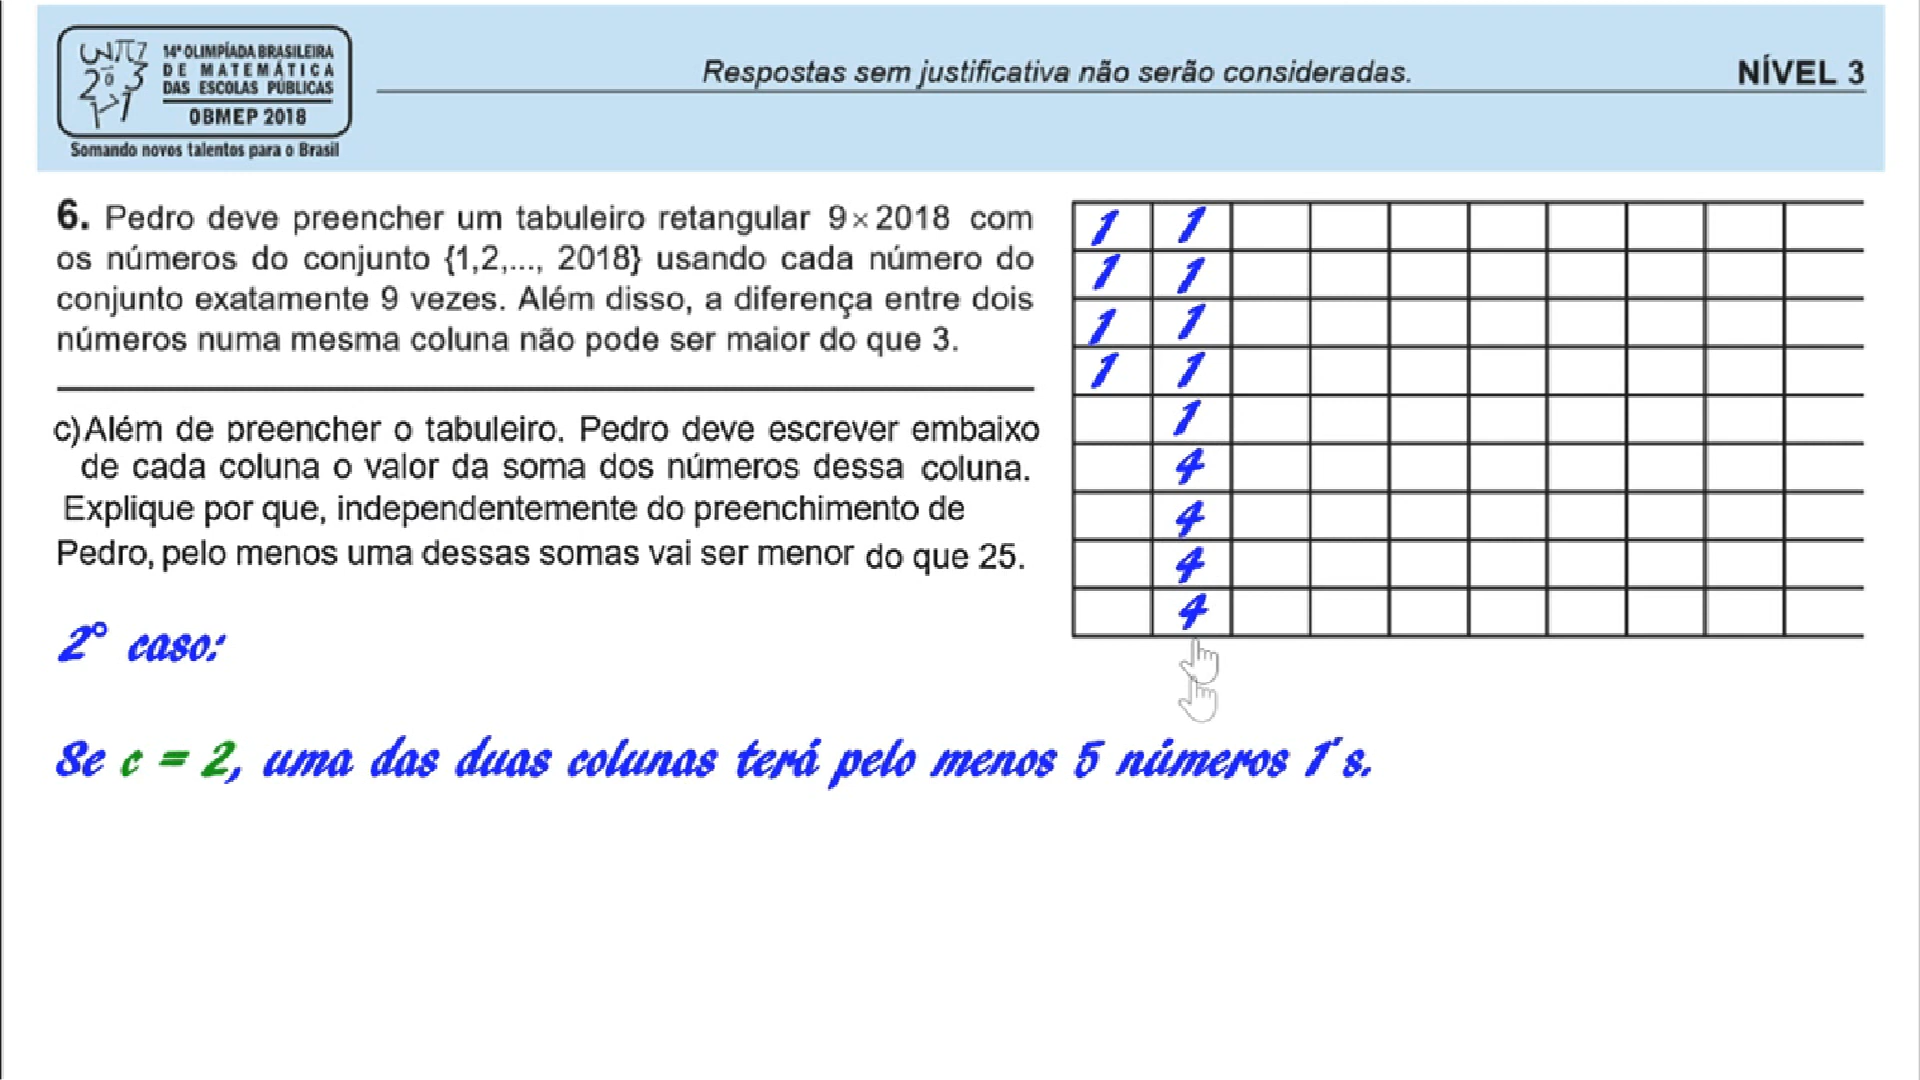 14ª OLIMPÍADA BRASILEIRA
DE MATEMÁTICA
DAS ESCOLAS PÚBLICAS
OBMEP 2018
Somando novos talentos para o Brasil
Respostas sem justificativa não serão consideradas.
NÍVEL 3
6. Pedro deve preencher um tabuleiro retangular 9×2018 com
os números do conjunto {1,2,..., 2018} usando cada número do
conjunto exatamente 9 vezes. Além disso, a diferença entre dois
números numa mesma coluna não pode ser maior do que 3.
c)Além de preencher o tabuleiro. Pedro deve escrever embaixo
de cada coluna o valor da soma dos números dessa coluna.
Explique por que, independentemente do preenchimento de
Pedro, pelo menos uma dessas somas vai ser menor do que 25.
1 1
1 1
1 1
1 1
1
4
4
4
4
2° caso:
Se c = 2, uma das duas colunas terá pelo menos 5 números 1's.